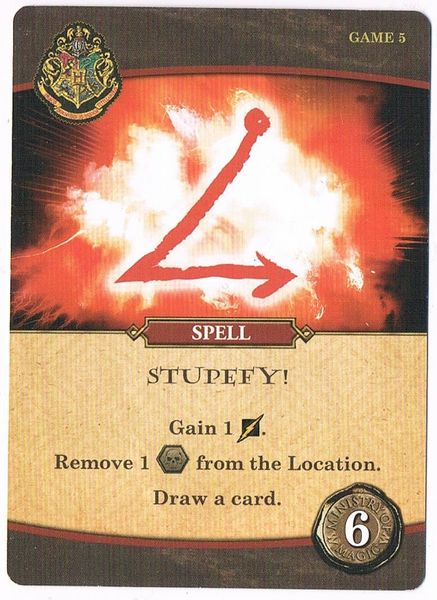 GAME 5
SPELL
STUPEFY!
Gain 1 .
Remove 1 from the Location.
Draw a card.
MINISTRY OF
6
MAGIC